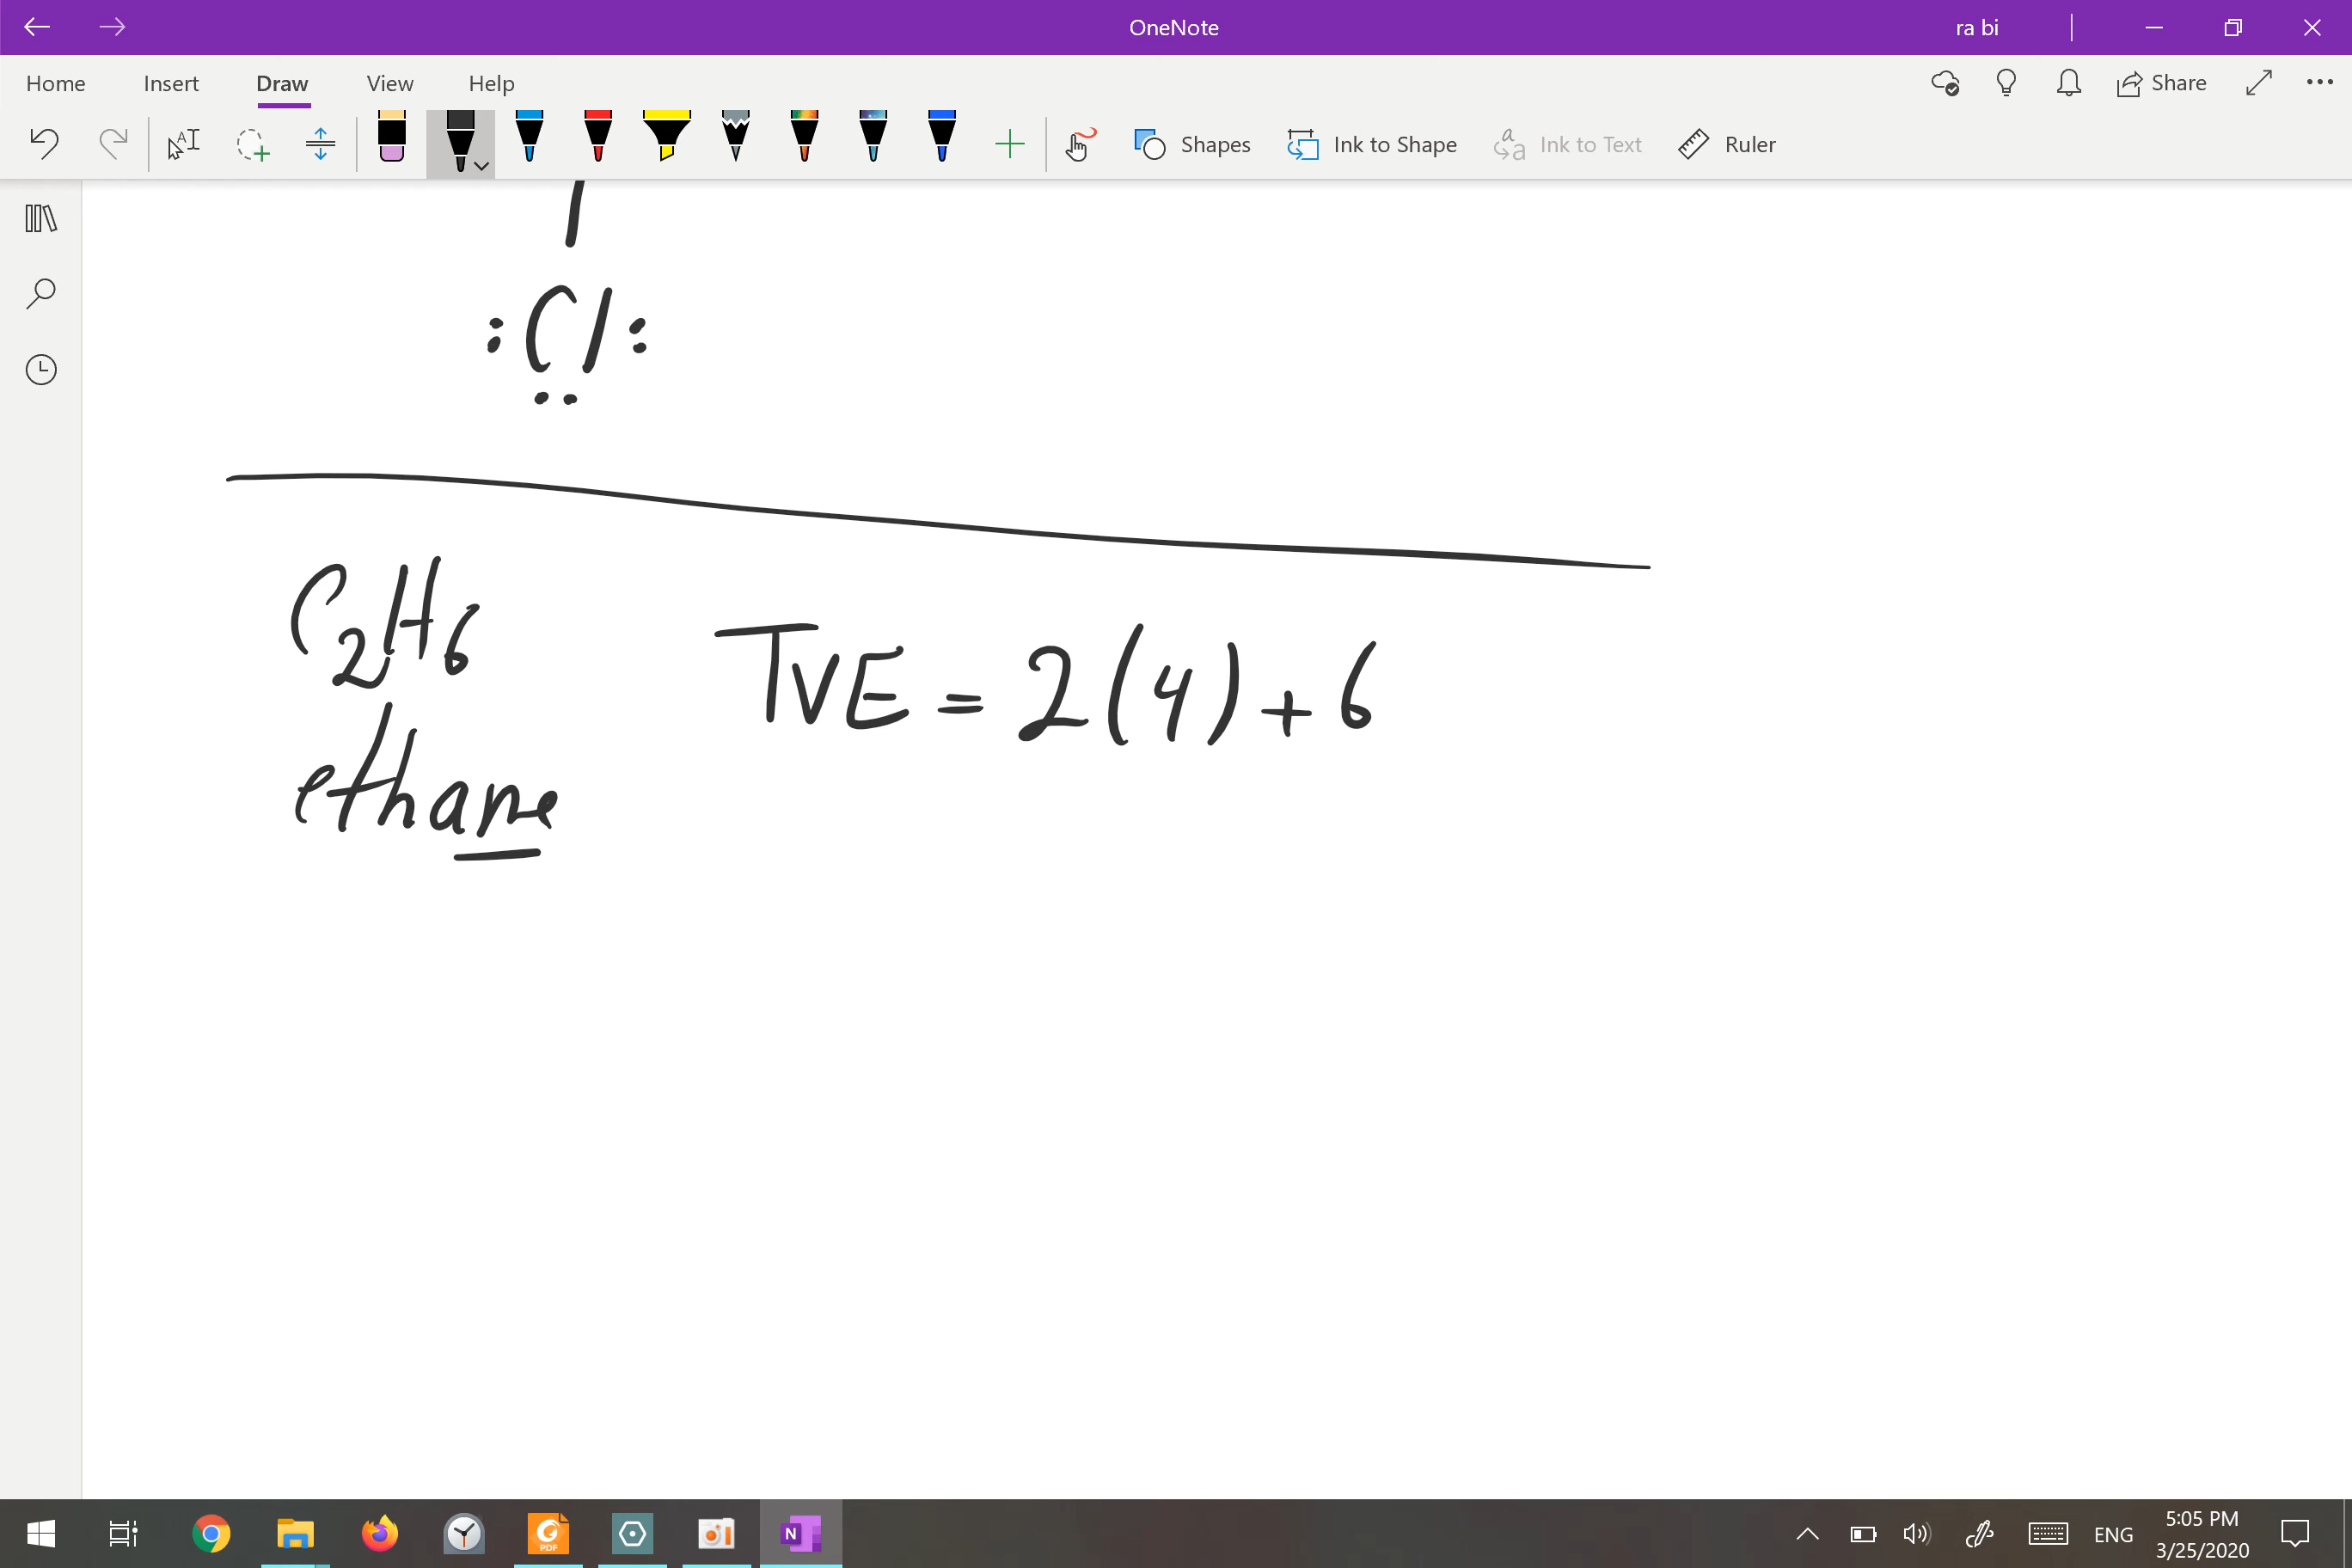 OneNote
ra bi
Home Insert Draw View Help
Share
Shapes Ink to Shape Ink to Text Ruler
:Cl:
C₂H₆
TVE = 2(4) + 6
ethane
ENG
5:05 PM
3/25/2020